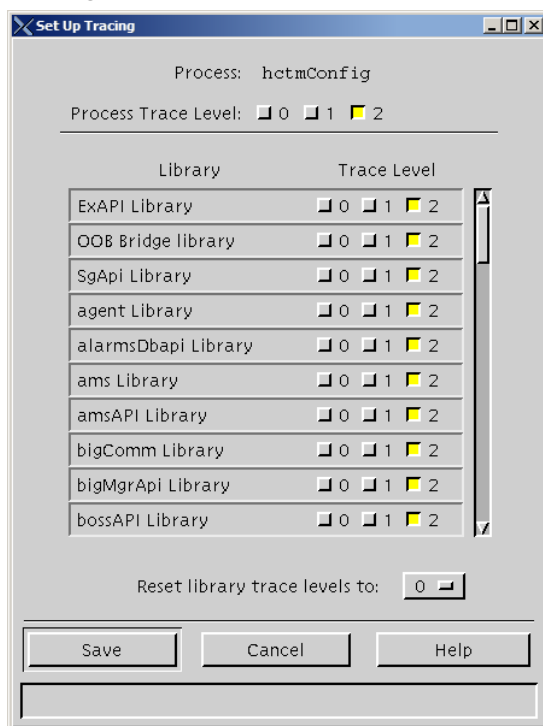 Set Up Tracing
Process: hctmConfig
Process Trace Level: 0 1 2
Library Trace Level
ExAPI Library 0 1 2
OOB Bridge library 0 1 2
SgApi Library 0 1 2
agent Library 0 1 2
alarmsDbapi Library 0 1 2
ams Library 0 1 2
amsAPI Library 0 1 2
bigComm Library 0 1 2
bigMgrApi Library 0 1 2
bossAPI Library 0 1 2
Reset library trace levels to: 0
Save Cancel Help